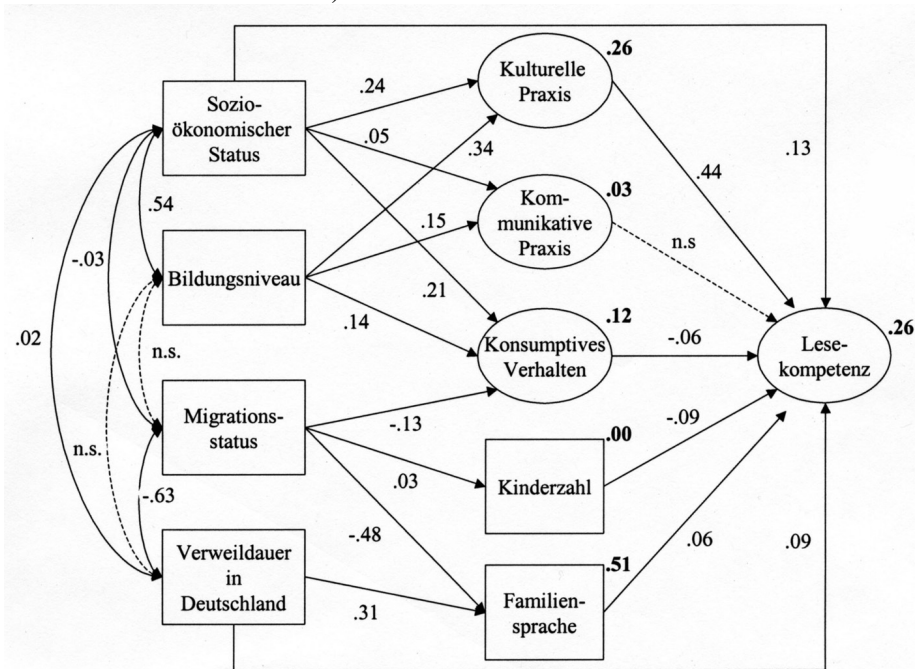 .26
Kulturelle
Praxis
Sozio-
ökonomischer
Status
.24
.05
.34
.13
.44
.03
Kom-
munikative
Praxis
n.s
.54
.15
-.03
Bildungsniveau
.21
.14
.12
.02
Konsumptives
Verhalten
-.06
Lese-
kompetenz
.26
n.s.
Migrations-
status
-.13
.00
-.09
n.s.
.03
Kinderzahl
-.63
-.48
.06
.09
Verweildauer
in
Deutschland
.51
.31
Familien-
sprache